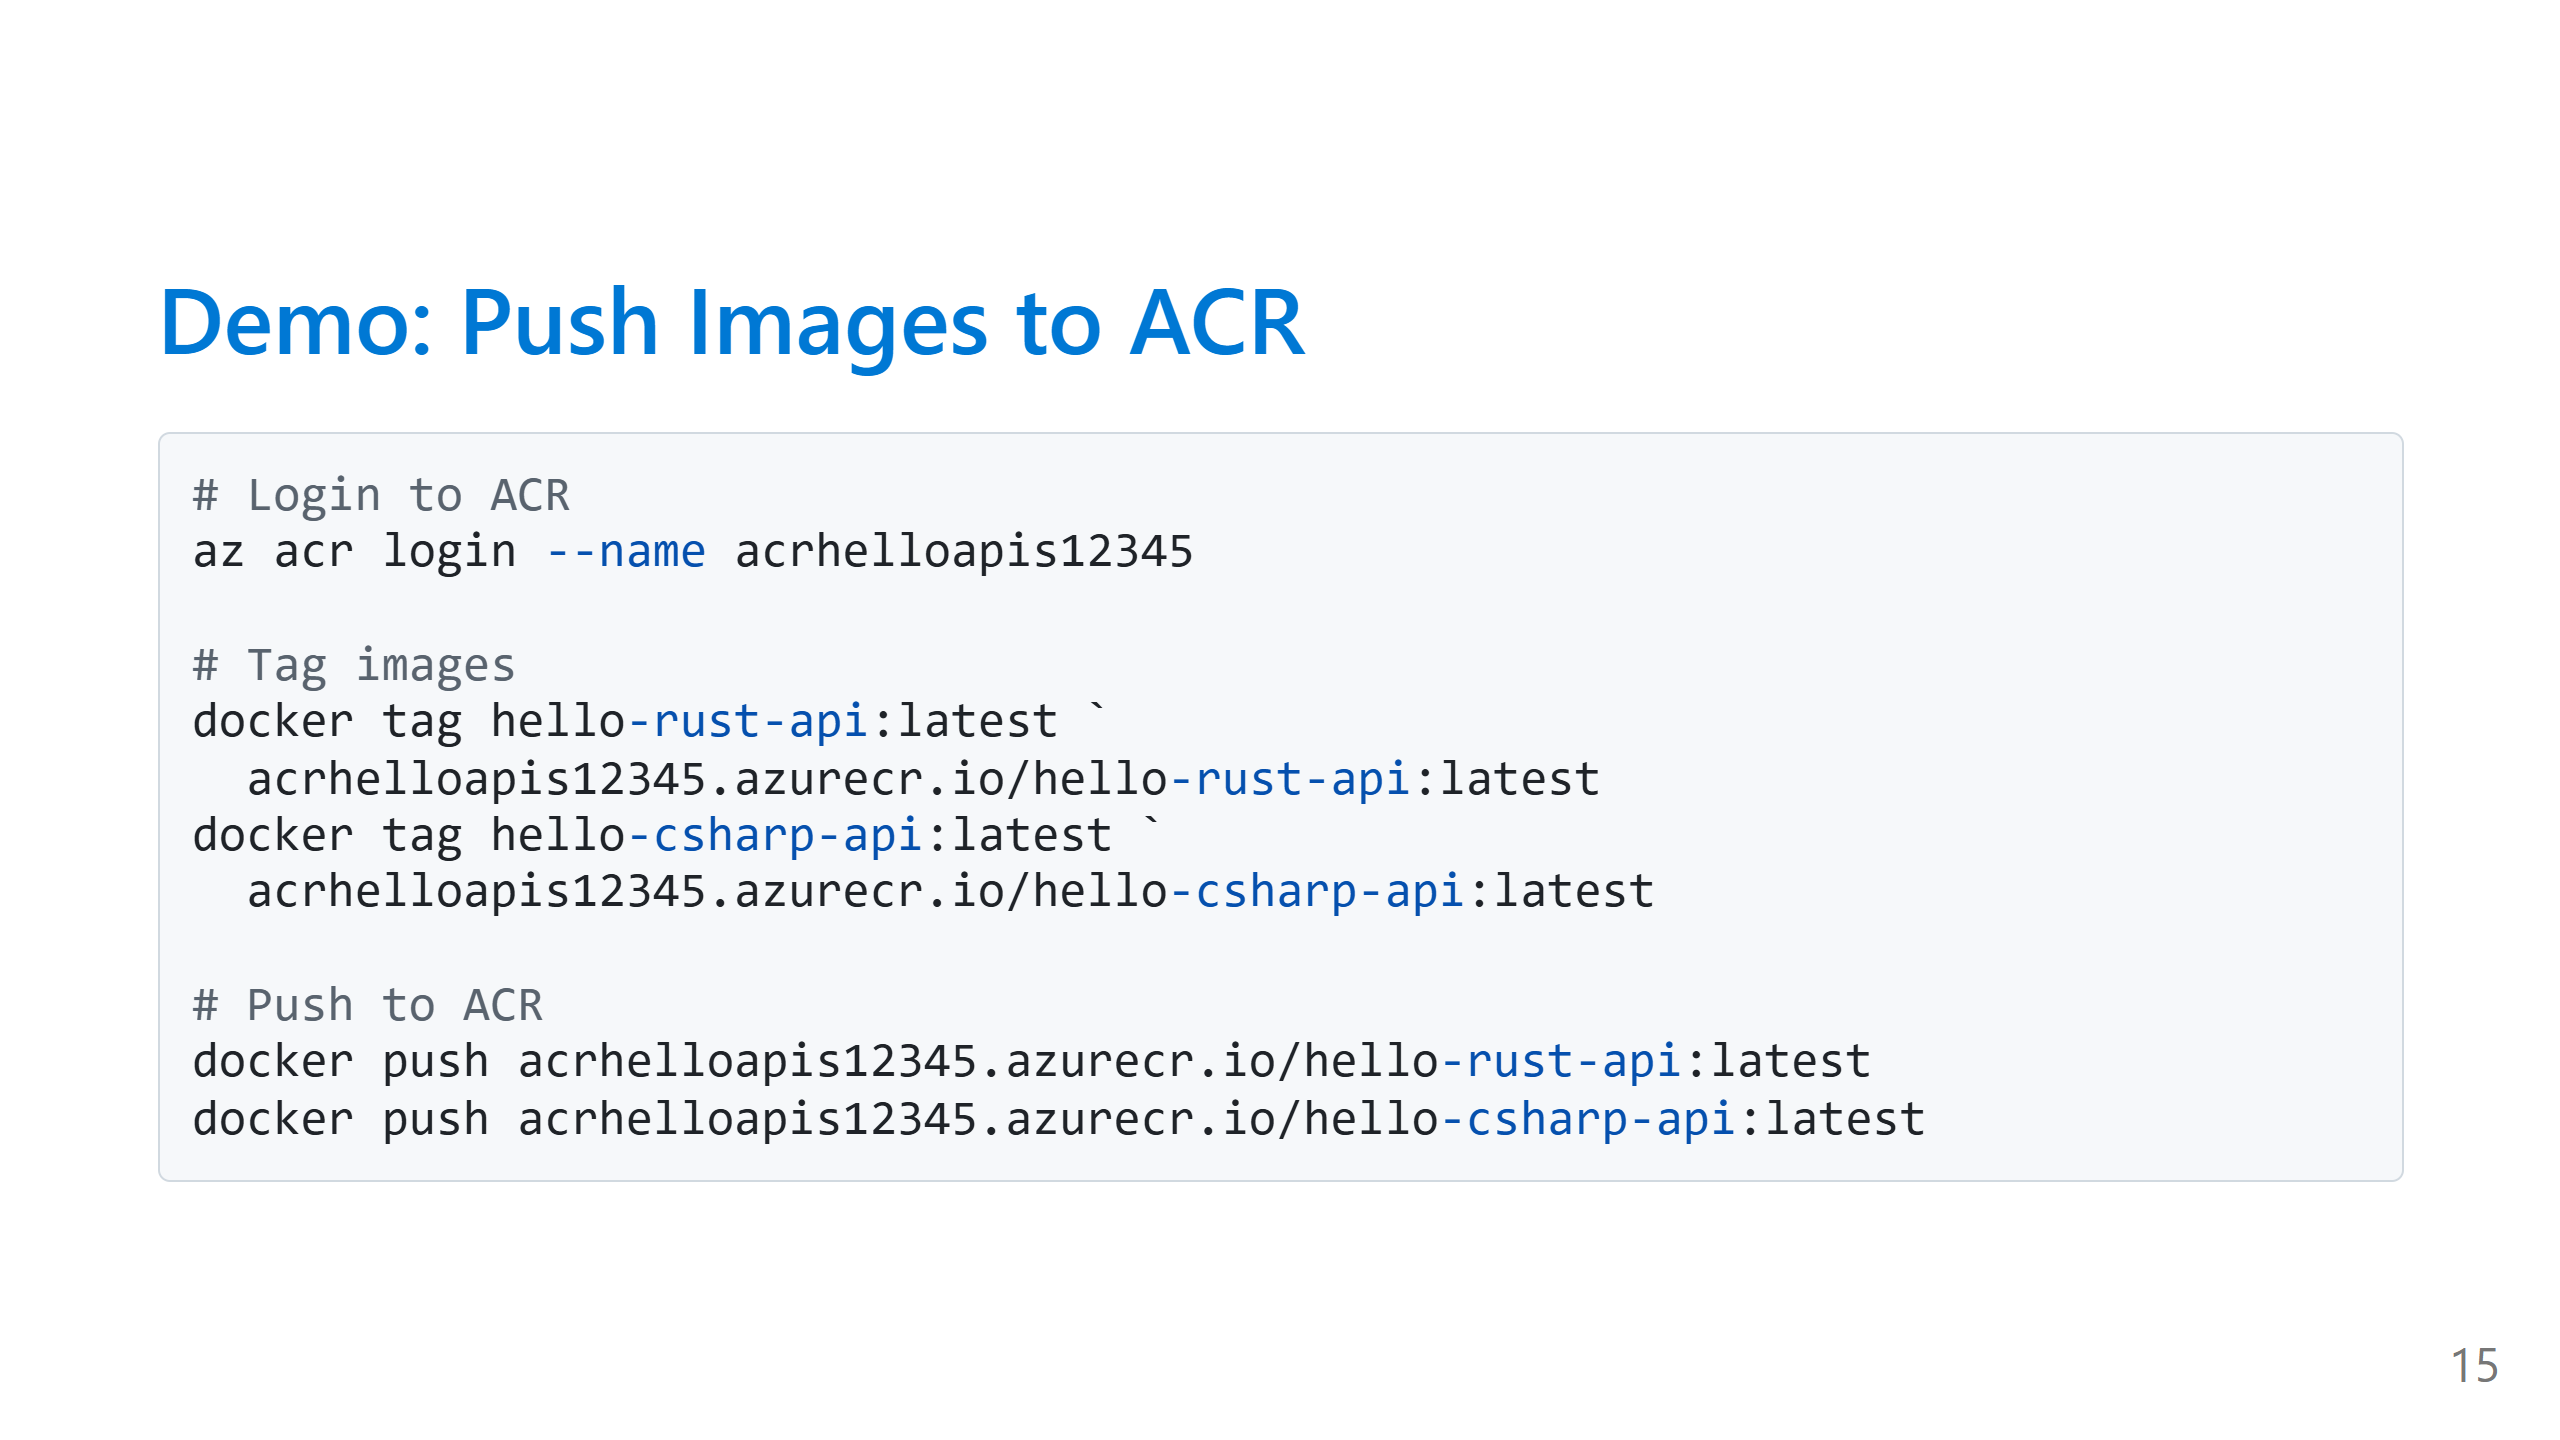 Demo: Push Images to ACR
# Login to ACR
az acr login --name acrhelloapis12345
# Tag images
docker tag hello-rust-api:latest `
  acrhelloapis12345.azurecr.io/hello-rust-api:latest
docker tag hello-csharp-api:latest `
  acrhelloapis12345.azurecr.io/hello-csharp-api:latest
# Push to ACR
docker push acrhelloapis12345.azurecr.io/hello-rust-api:latest
docker push acrhelloapis12345.azurecr.io/hello-csharp-api:latest
15